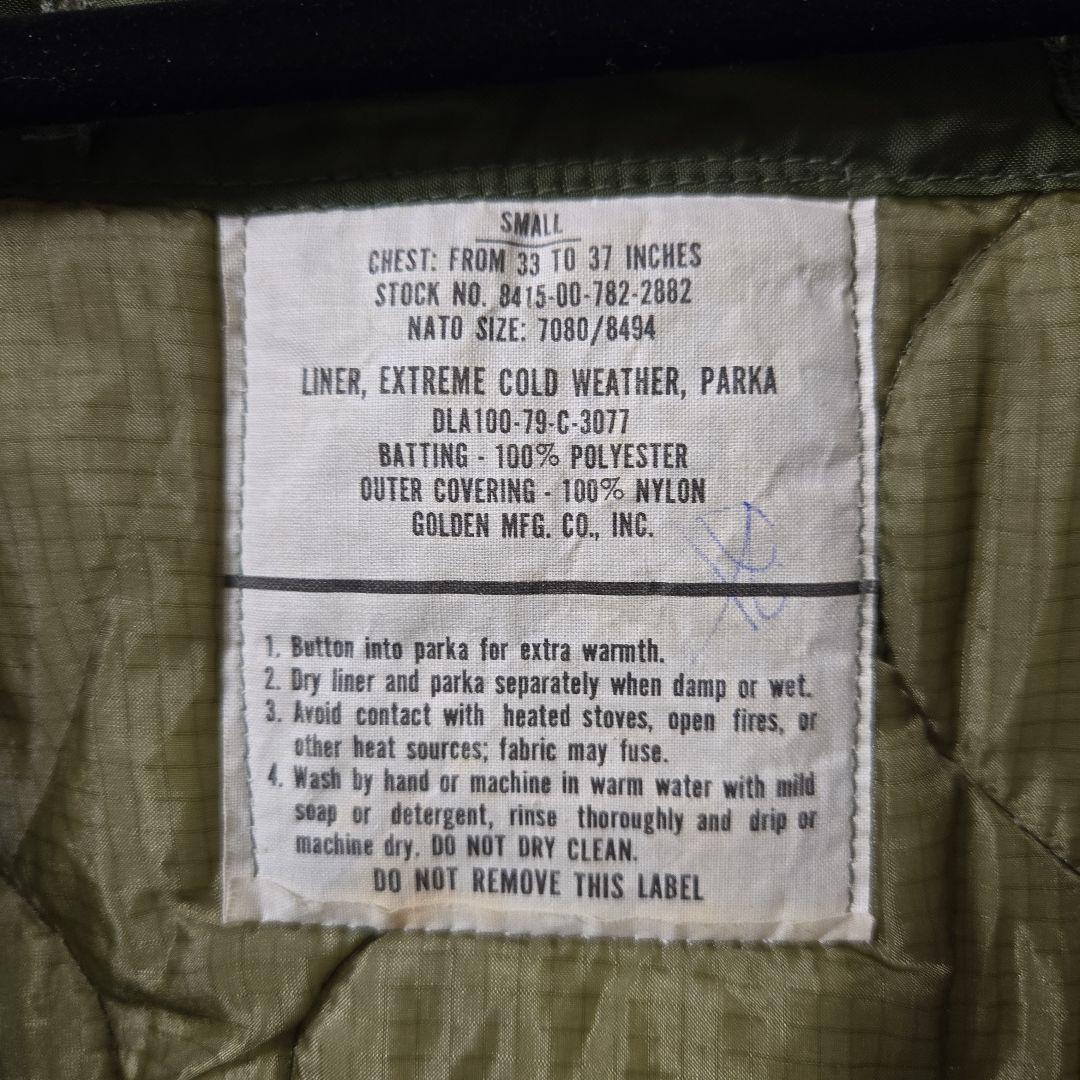 SMALL
CHEST: FROM 33 TO 37 INCHES
STOCK NO. 8415-00-782-2882
NATO SIZE: 7080/8494
LINER, EXTREME COLD WEATHER, PARKA
DLA100-79-C-3077
BATTING - 100% POLYESTER
OUTER COVERING - 100% NYLON
GOLDEN MFG. CO., INC.
1. Button into parka for extra warmth.
2. Dry liner and parka separately when damp or wet.
3. Avoid contact with heated stoves, open fires, or
other heat sources; fabric may fuse.
4. Wash by hand or machine in warm water with mild
soap or detergent, rinse thoroughly and drip or
machine dry. DO NOT DRY CLEAN.
DO NOT REMOVE THIS LABEL